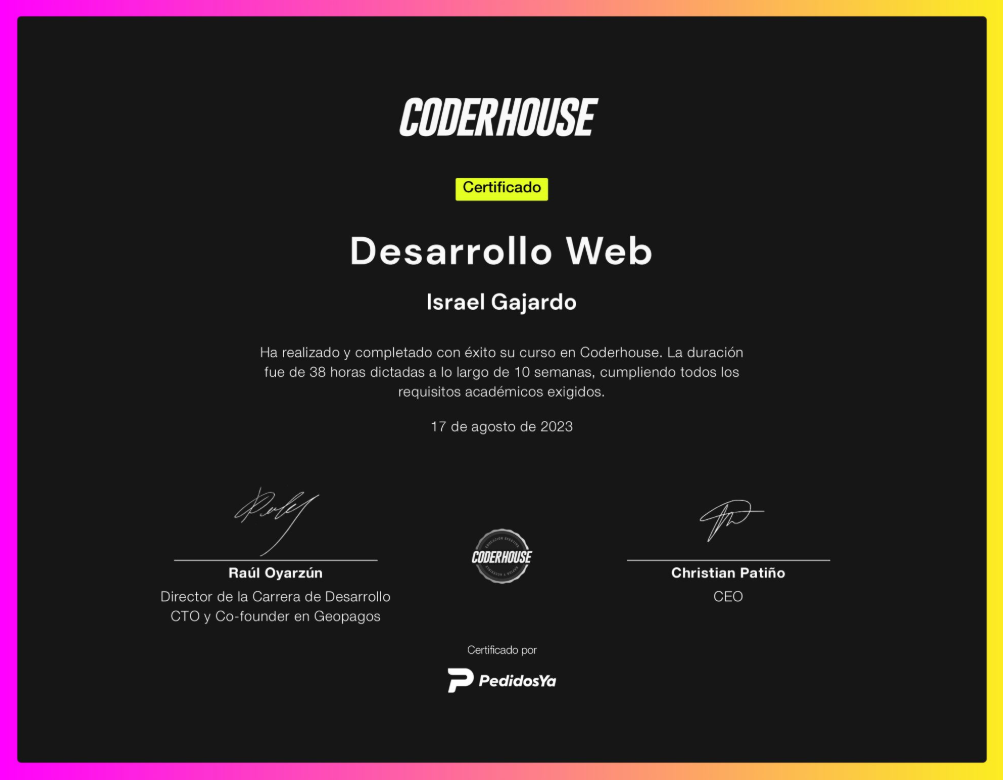 CODERHOUSE
Certificado
Desarrollo Web
Israel Gajardo
Ha realizado y completado con éxito su curso en Coderhouse. La duración
fue de 38 horas dictadas a lo largo de 10 semanas, cumpliendo todos los
requisitos académicos exigidos.
17 de agosto de 2023
Raúl Oyarzún
Director de la Carrera de Desarrollo
CTO y Co-founder en Geopagos
CODERHOUSE
Christian Patiño
CEO
Certificado por
PedidosYa